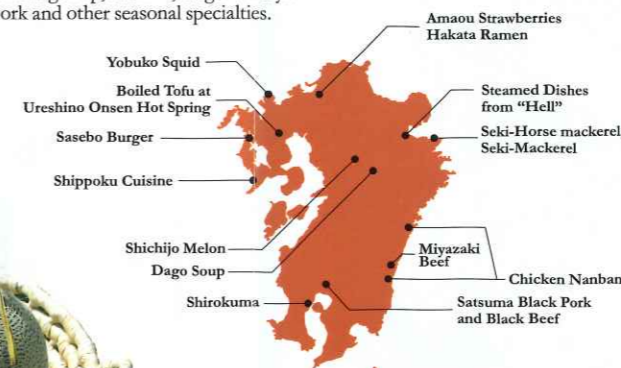 ork and other seasonal specialties.
Amaou Strawberries
Hakata Ramen
Yobuko Squid
Boiled Tofu at
Ureshino Onsen Hot Spring
Steamed Dishes
from “Hell”
Sasebo Burger
Seki-Horse mackerel
Seki-Mackerel
Shippoku Cuisine
Shichijo Melon
Miyazaki
Beef
Dago Soup
Chicken Nanban
Shirokuma
Satsuma Black Pork
and Black Beef